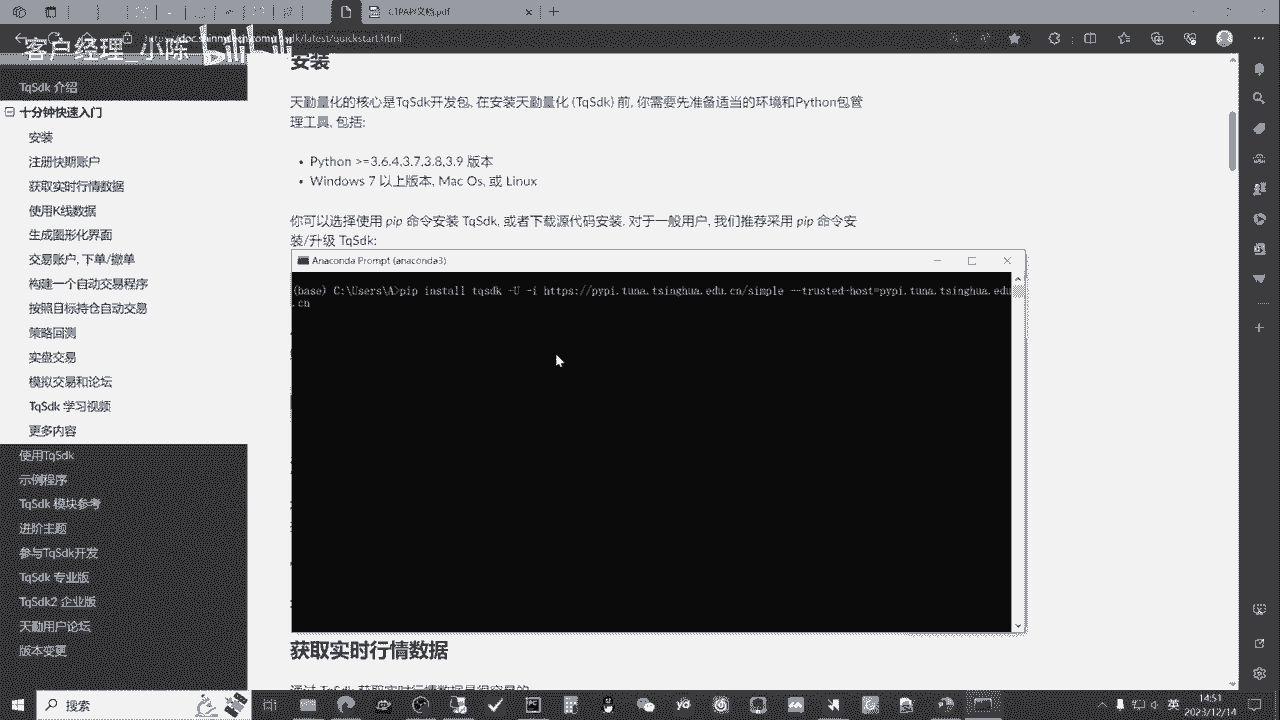 CTPAPI文档.pdf
客户经理_小陈 bilibili
TqSdk 介绍
十分钟快速入门
安装
注册快期账户
获取实时行情数据
使用K线数据
生成图形化界面
交易账户, 下单/撤单
构建一个自动交易程序
按照目标持仓自动交易
策略回测
实盘交易
模拟交易和论坛
TqSdk 学习视频
更多内容
使用TqSdk
示例程序
TqSdk 模块参考
进阶主题
参与TqSdk开发
TqSdk 专业版
TqSdk2 企业版
天勤用户论坛
版本变更
安装
天勤量化的核心是TqSdk开发包, 在安装天勤量化 (TqSdk) 前, 你需要先准备适当的环境和Python包管
理工具, 包括:
Python >=3.6.4,3.7,3.8,3.9 版本
Windows 7 以上版本, Mac Os, 或 Linux
你可以选择使用 pip 命令安装 TqSdk, 或者下载源代码安装. 对于一般用户, 我们推荐采用 pip 命令安
装/升级 TqSdk:
Anaconda Prompt (anaconda3)
(base) C:\Users\A>pip install tqsdk -U -i https://pypi.tuna.tsinghua.edu.cn/simple --trusted-host=pypi.tuna.tsinghua.edu
.cn
获取实时行情数据
搜索
英
14:51
2023/12/14